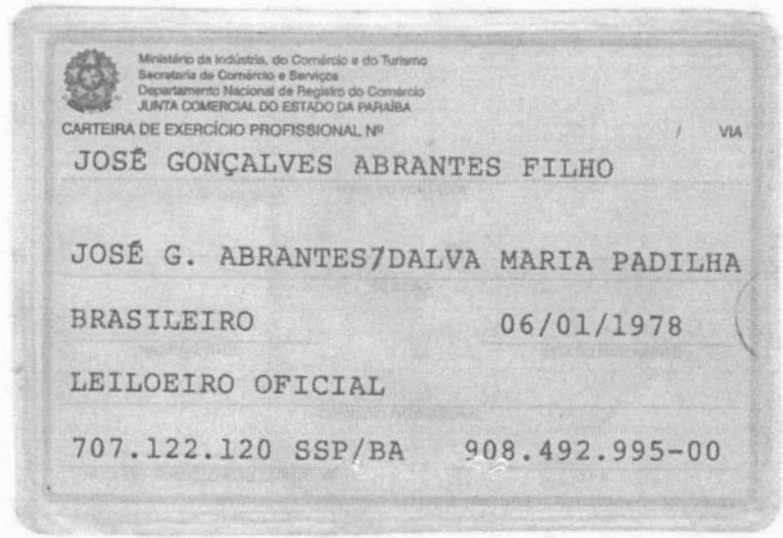 Ministério da Indústria, do Comércio e do Turismo
Secretaria de Comércio e Serviços
Departamento Nacional de Registro do Comércio
JUNTA COMERCIAL DO ESTADO DA PARAÍBA
CARTEIRA DE EXERCÍCIO PROFISSIONAL Nº / VIA
JOSÉ GONÇALVES ABRANTES FILHO
JOSÉ G. ABRANTES/DALVA MARIA PADILHA
BRASILEIRO 06/01/1978
LEILOEIRO OFICIAL
707.122.120 SSP/BA 908.492.995-00